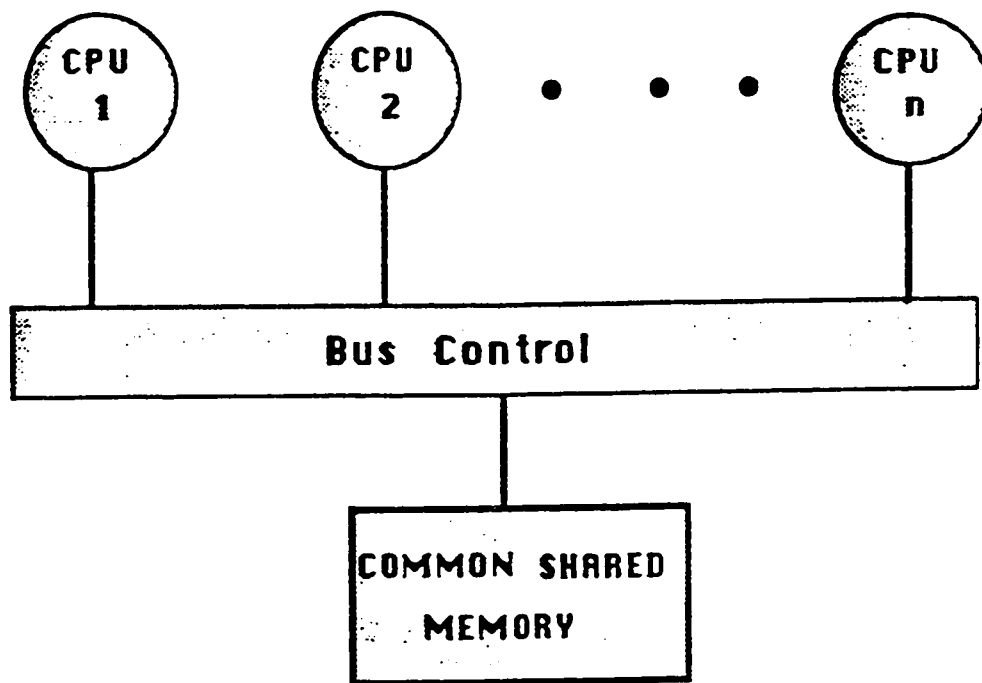 CPU
1
CPU
2
CPU
n
Bus Control
COMMON SHARED
MEMORY